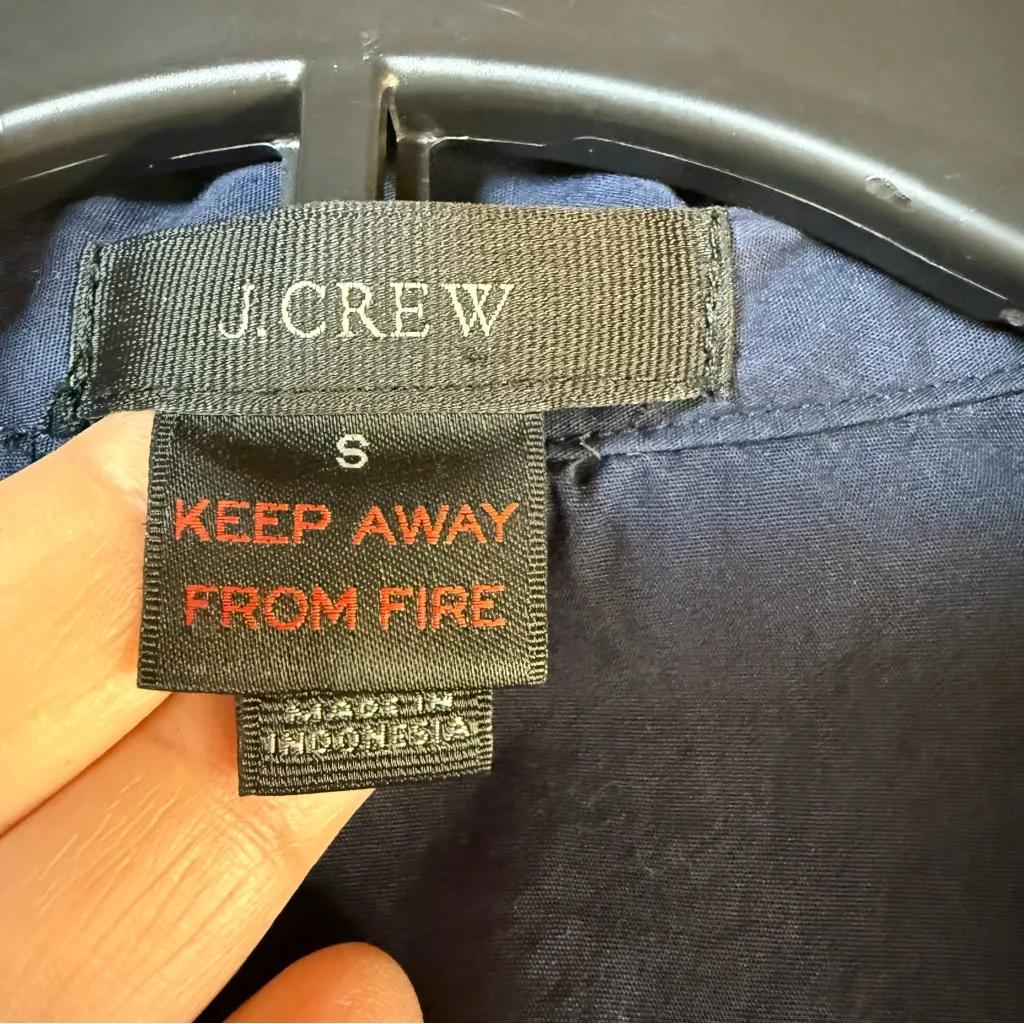 J.CREW
S
KEEP AWAY
FROM FIRE
MADE IN
INDONESIA